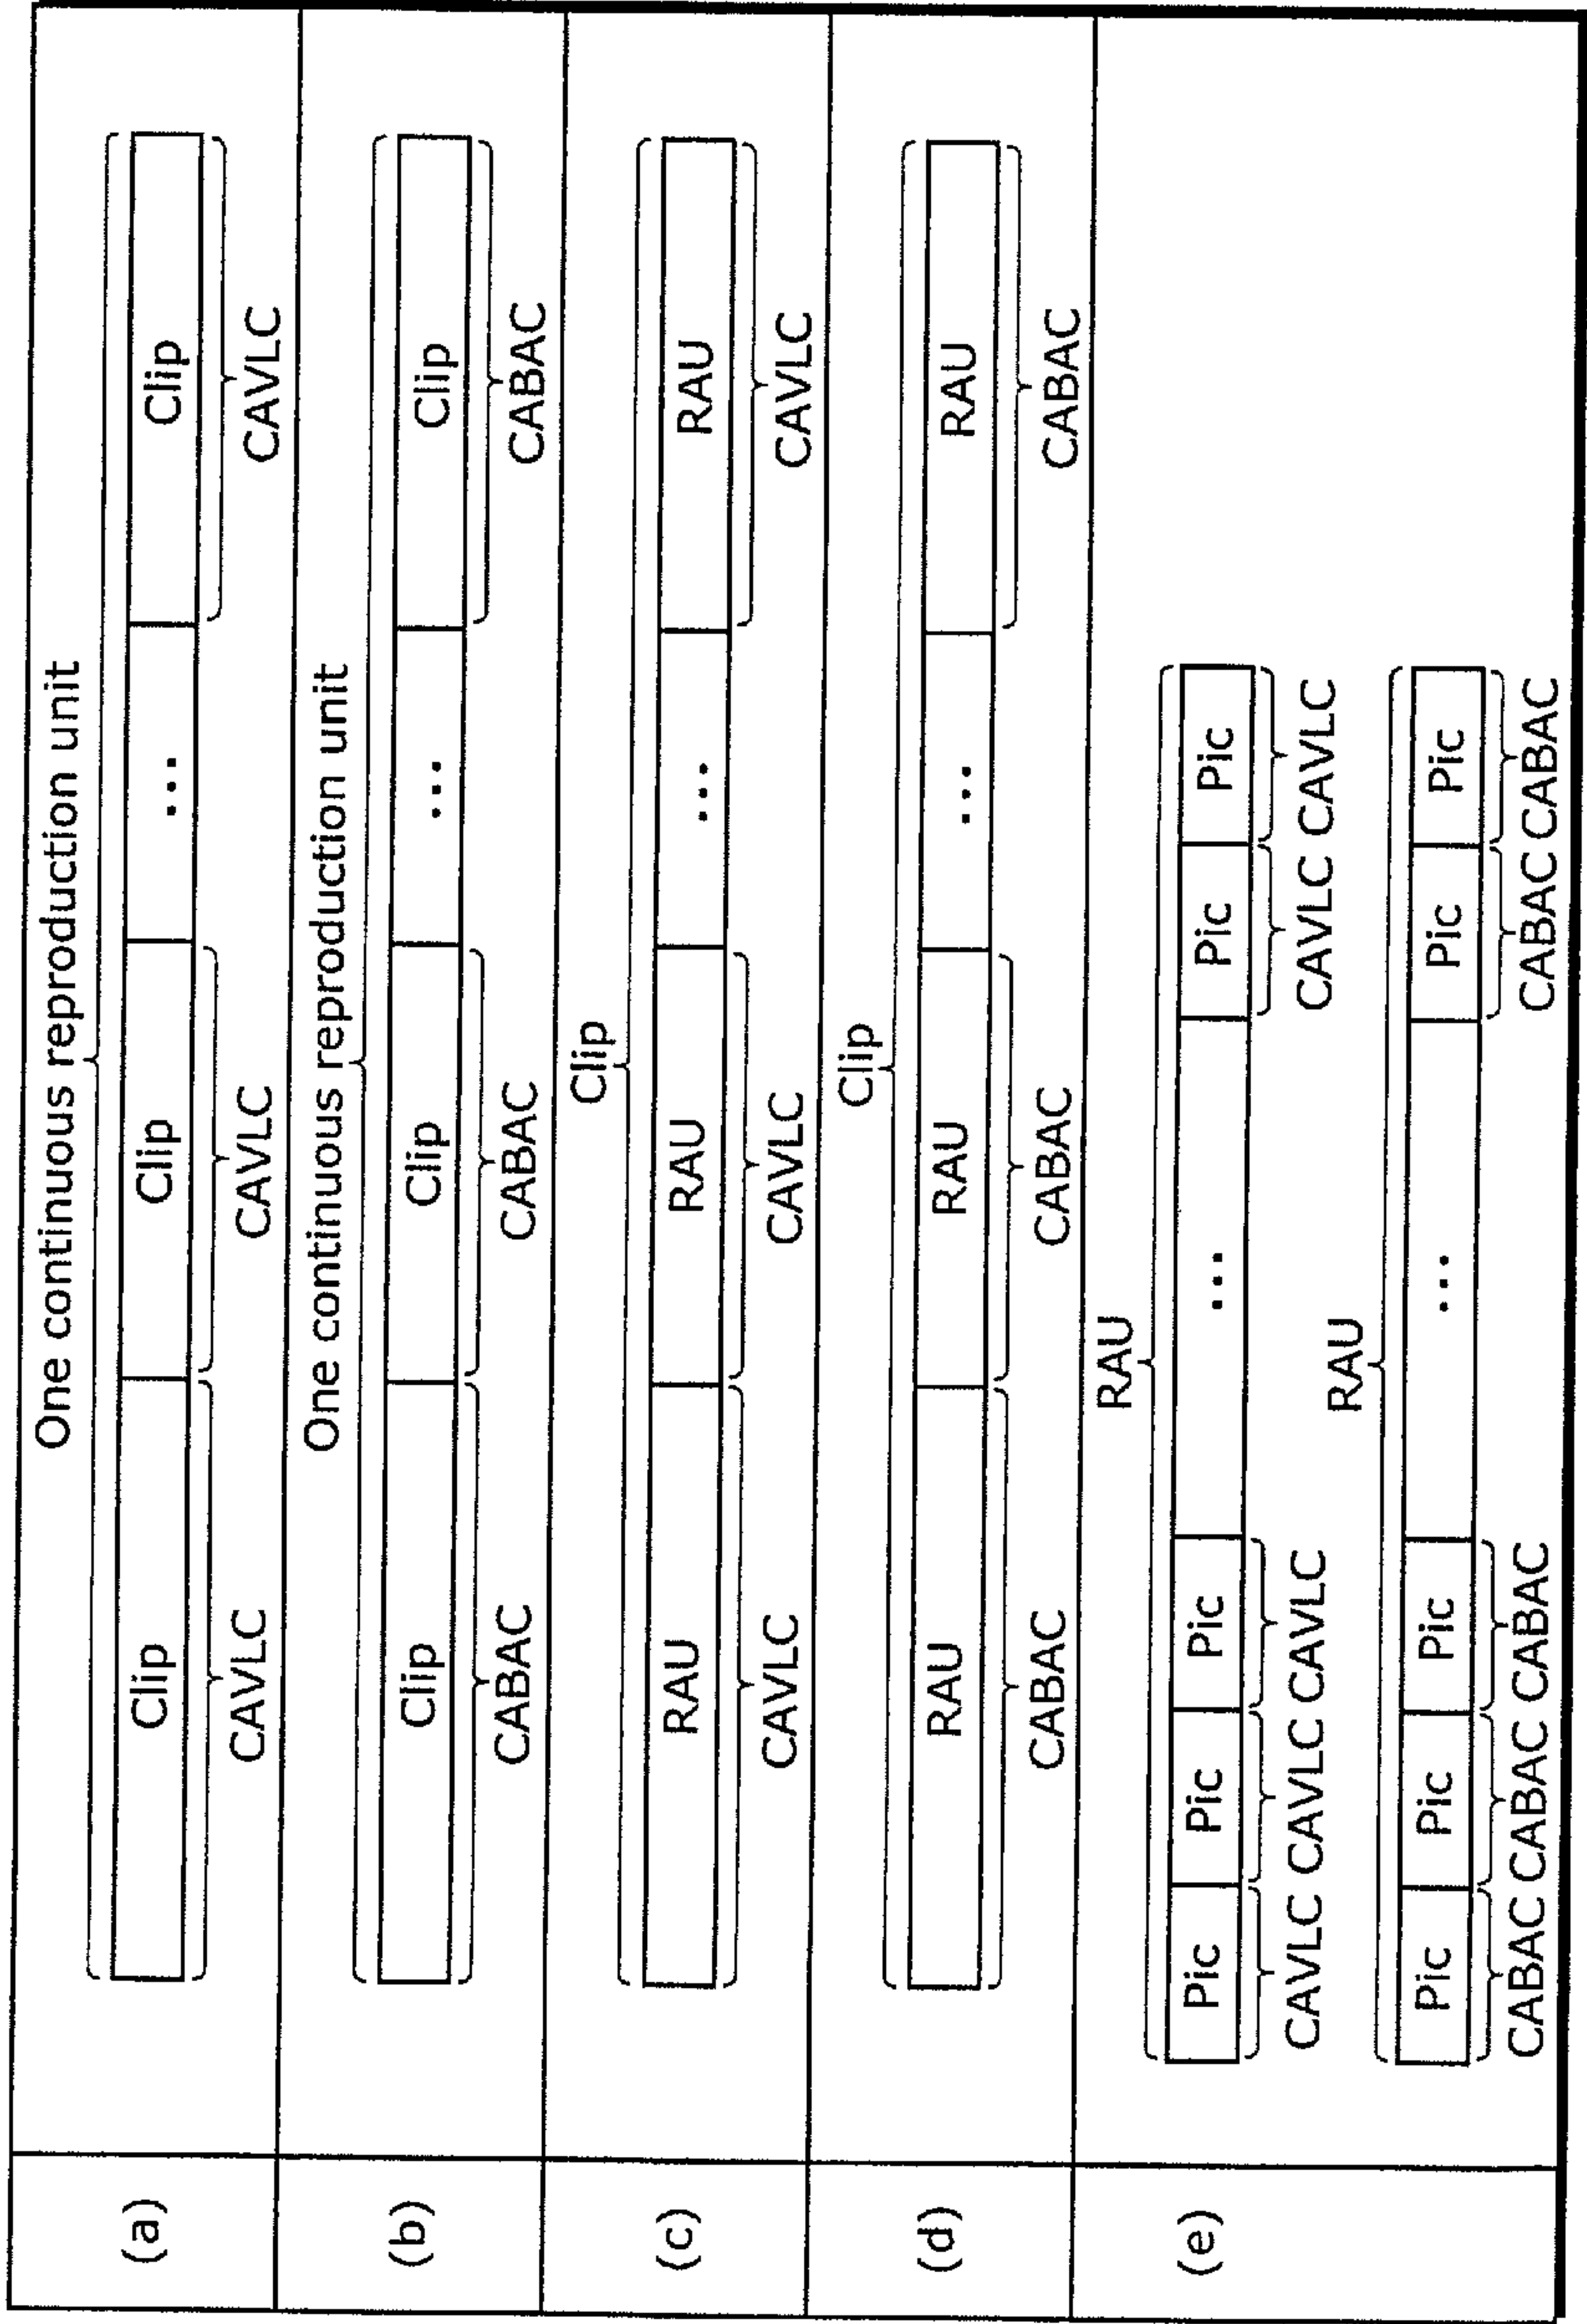 (a)
One continuous reproduction unit
Clip Clip ... Clip
CAVLC CAVLC CAVLC
(b)
One continuous reproduction unit
Clip Clip ... Clip
CABAC CABAC CABAC
(c)
Clip
RAU RAU ... RAU
CAVLC CAVLC CAVLC
(d)
Clip
RAU RAU ... RAU
CABAC CABAC CABAC
(e)
RAU
Pic Pic Pic ... Pic Pic
CAVLC CAVLC CAVLC CAVLC CAVLC
RAU
Pic Pic Pic ... Pic Pic
CABAC CABAC CABAC CABAC CABAC